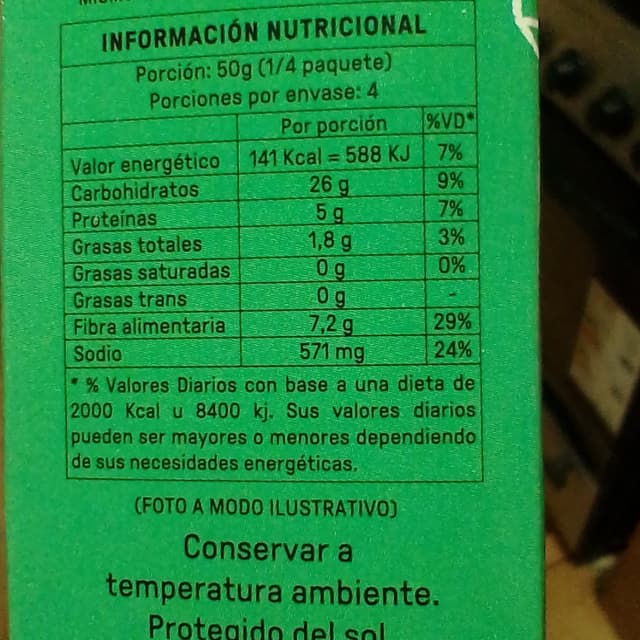 INFORMACIÓN NUTRICIONAL
Porción: 50g (1/4 paquete)
Porciones por envase: 4
Por porción %VD*
Valor energético 141 Kcal = 588 KJ 7%
Carbohidratos 26 g 9%
Proteínas 5 g 7%
Grasas totales 1,8 g 3%
Grasas saturadas 0 g 0%
Grasas trans 0 g -
Fibra alimentaria 7,2 g 29%
Sodio 571 mg 24%
* % Valores Diarios con base a una dieta de
2000 Kcal u 8400 kj. Sus valores diarios
pueden ser mayores o menores dependiendo
de sus necesidades energéticas.
(FOTO A MODO ILUSTRATIVO)
Conservar a
temperatura ambiente.
Protegido del sol